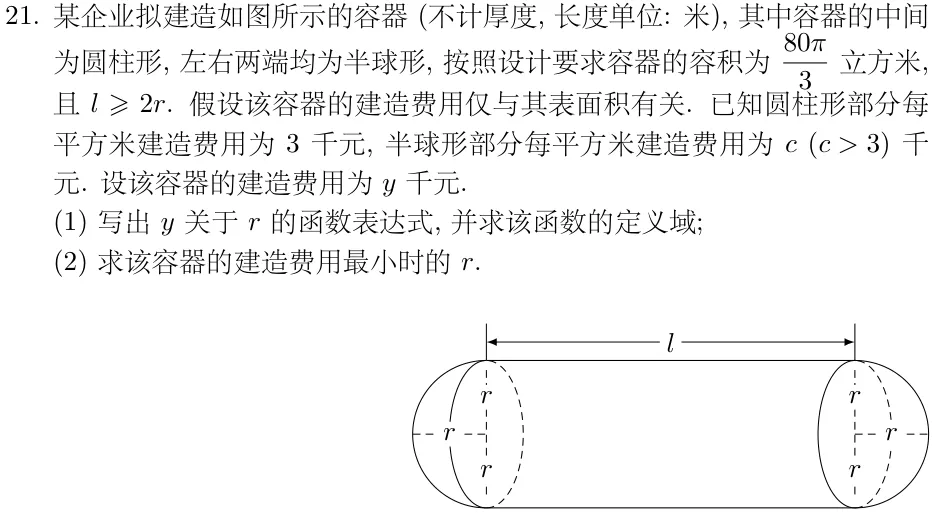 21. 某企业拟建造如图所示的容器 (不计厚度, 长度单位: 米), 其中容器的中间
为圆柱形, 左右两端均为半球形, 按照设计要求容器的容积为 $\frac{80\pi}{3}$ 立方米,
且 l ⩾ 2r. 假设该容器的建造费用仅与其表面积有关. 已知圆柱形部分每
平方米建造费用为 3 千元, 半球形部分每平方米建造费用为 c (c > 3) 千
元. 设该容器的建造费用为 y 千元.
(1) 写出 y 关于 r 的函数表达式, 并求该函数的定义域;
(2) 求该容器的建造费用最小时的 r.
l
r r
r r
r r